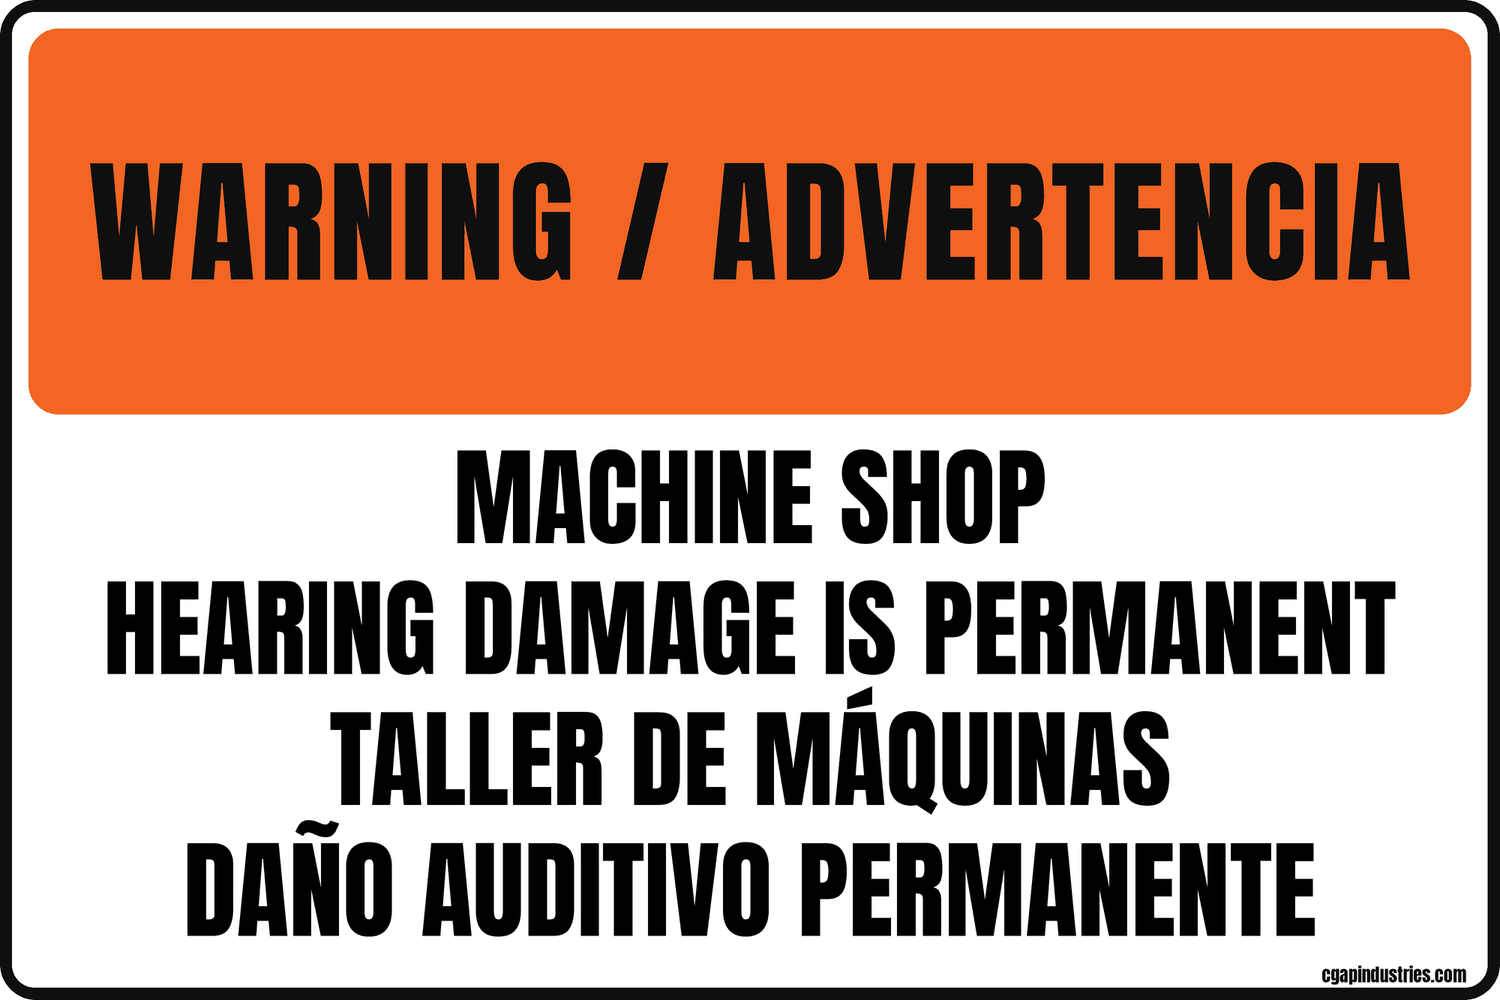 WARNING / ADVERTENCIA
MACHINE SHOP
HEARING DAMAGE IS PERMANENT
TALLER DE MÁQUINAS
DAÑO AUDITIVO PERMANENTE
cgapindustries.com